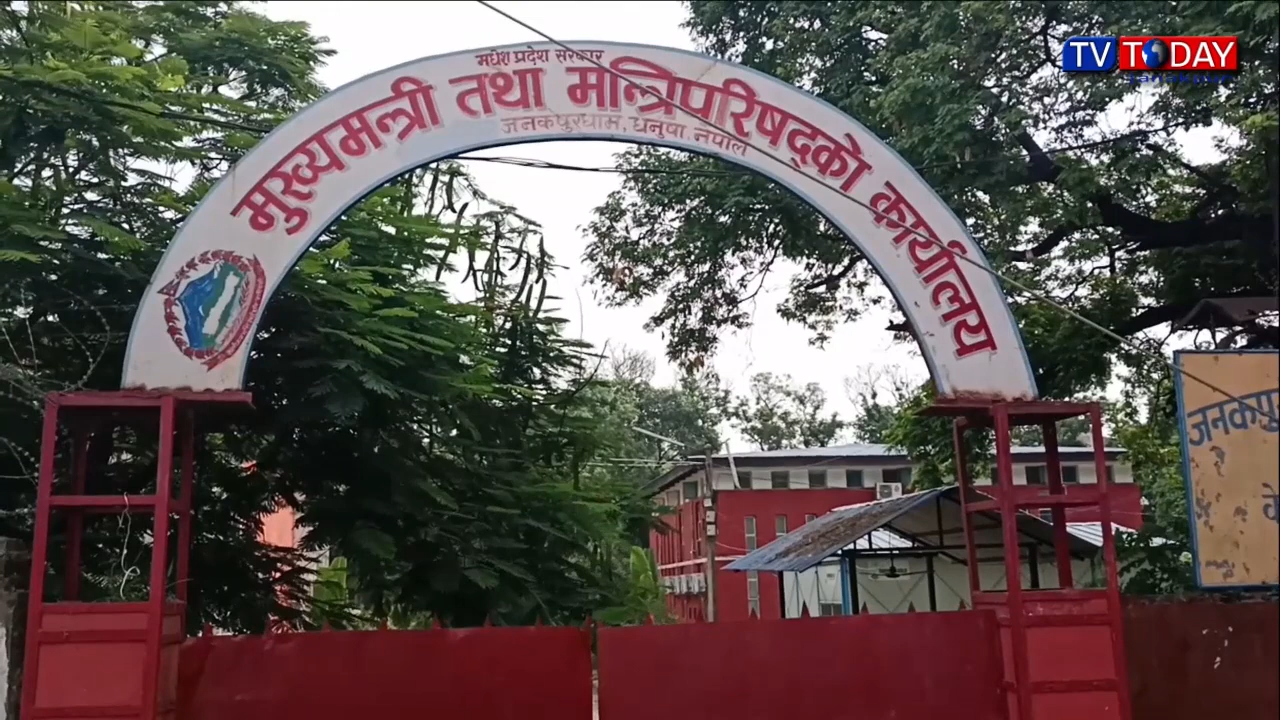 मधेश प्रदेश सरकार
मुख्यमन्त्री तथा मन्त्रिपरिषद्को कार्यालय
जनकपुरधाम, धनुषा, नेपाल
TV TODAY
जनकपु